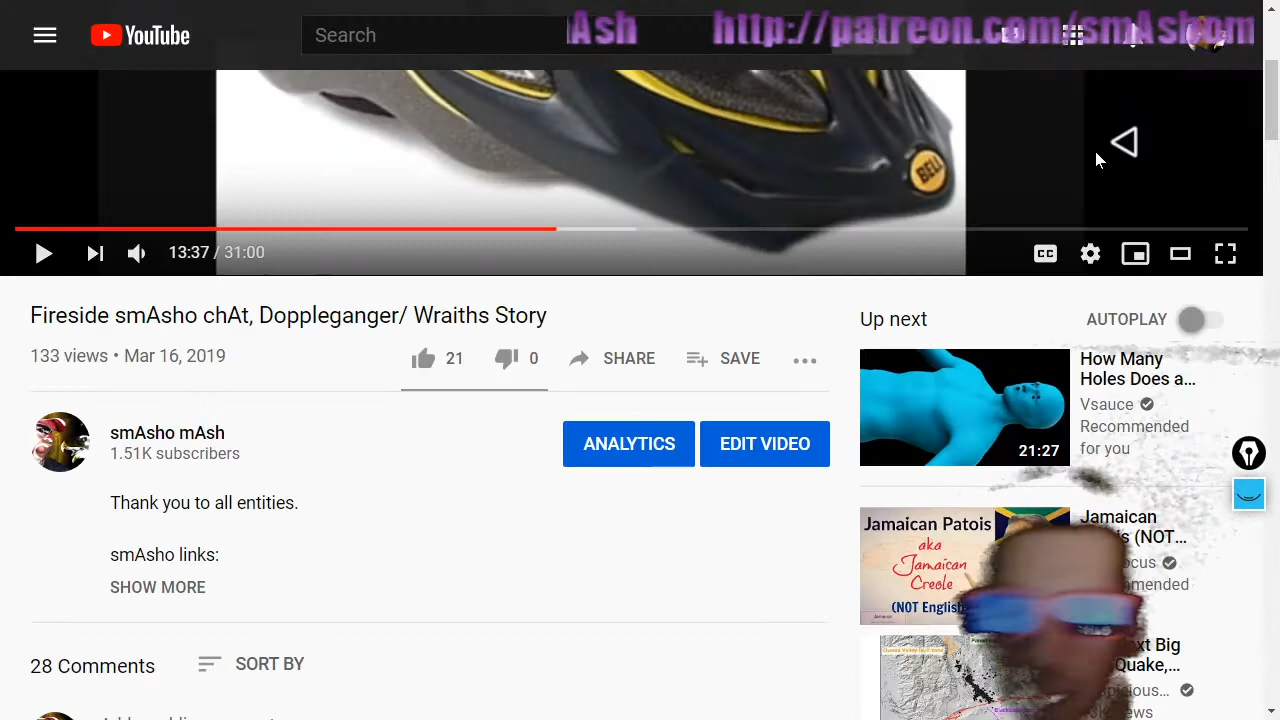 YouTube
Search
Ash http://patreon.com/smAshom
BELL
13:37 / 31:00
CC
Fireside smAsho chAt, Doppleganger/ Wraiths Story
133 views • Mar 16, 2019
21
0
SHARE
SAVE
smAsho mAsh
1.51K subscribers
ANALYTICS
EDIT VIDEO
Thank you to all entities.
smAsho links:
SHOW MORE
28 Comments
SORT BY
Up next
AUTOPLAY
21:27
How Many
Holes Does a...
Vsauce
Recommended
for you
Jamaican Patois
aka
Jamaican
Creole
(NOT English
Jamaican
(NOT...
Big
Quake,...